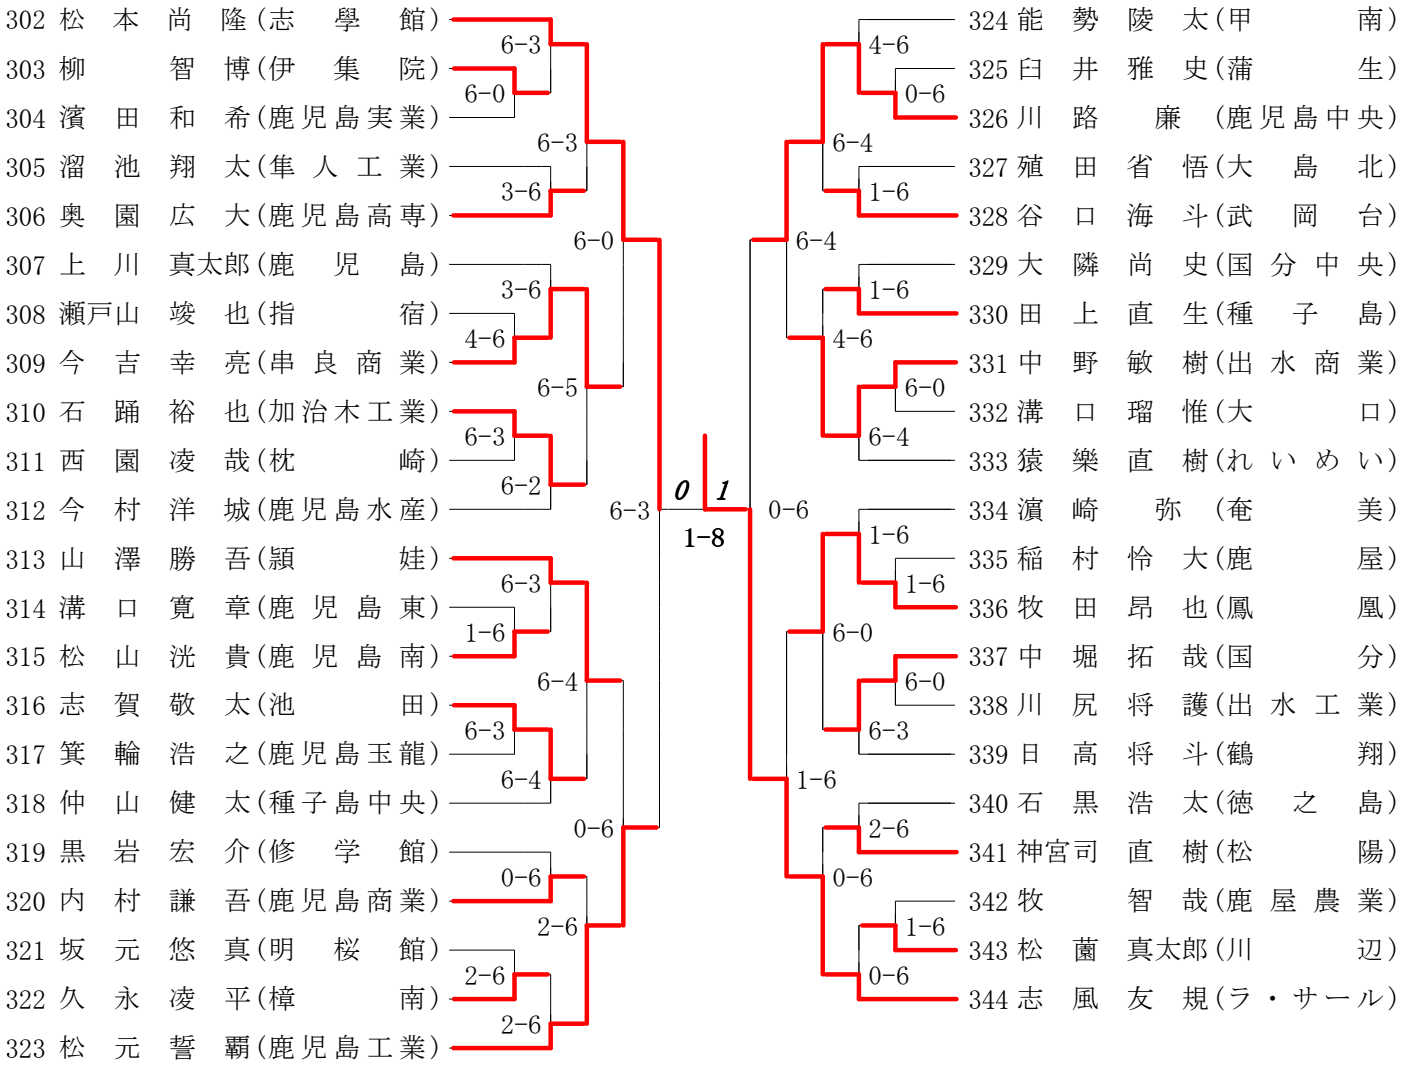 302 松本尚隆(志學館)
6-3
303 柳智博(伊集院)
6-0
304 濱田和希(鹿児島実業)
6-3
305 溜池翔太(隼人工業)
3-6
306 奥園広大(鹿児島高専)
6-0
307 上川真太郎(鹿児島)
3-6
308 瀬戸山竣也(指宿)
4-6
309 今吉幸亮(串良商業)
6-5
310 石踊裕也(加治木工業)
6-3
311 西園凌哉(枕崎)
6-2
312 今村洋城(鹿児島水産)
6-3
313 山澤勝吾(頴娃)
6-3
314 溝口寛章(鹿児島東)
1-6
315 松山洸貴(鹿児島南)
6-4
316 志賀敬太(池田)
6-3
317 箕輪浩之(鹿児島玉龍)
6-4
318 仲山健太(種子島中央)
0-6
319 黒岩宏介(修学館)
0-6
320 内村謙吾(鹿児島商業)
2-6
321 坂元悠真(明桜館)
2-6
322 久永凌平(樟南)
2-6
323 松元誓覇(鹿児島工業)
0 1
1-8
324 能勢陵太(甲南)
4-6
325 臼井雅史(蒲生)
0-6
326 川路廉(鹿児島中央)
6-4
327 殖田省悟(大島北)
1-6
328 谷口海斗(武岡台)
6-4
329 大隣尚史(国分中央)
1-6
330 田上直生(種子島)
4-6
331 中野敏樹(出水商業)
6-0
332 溝口瑠惟(大口)
6-4
333 猿樂直樹(れいめい)
0-6
334 濵崎弥(奄美)
1-6
335 稲村怜大(鹿屋)
1-6
336 牧田昂也(鳳凰)
6-0
337 中堀拓哉(国分)
6-0
338 川尻将護(出水工業)
6-3
339 日高将斗(鶴翔)
1-6
340 石黒浩太(徳之島)
2-6
341 神宮司直樹(松陽)
0-6
342 牧智哉(鹿屋農業)
1-6
343 松薗真太郎(川辺)
0-6
344 志風友規(ラ・サール)